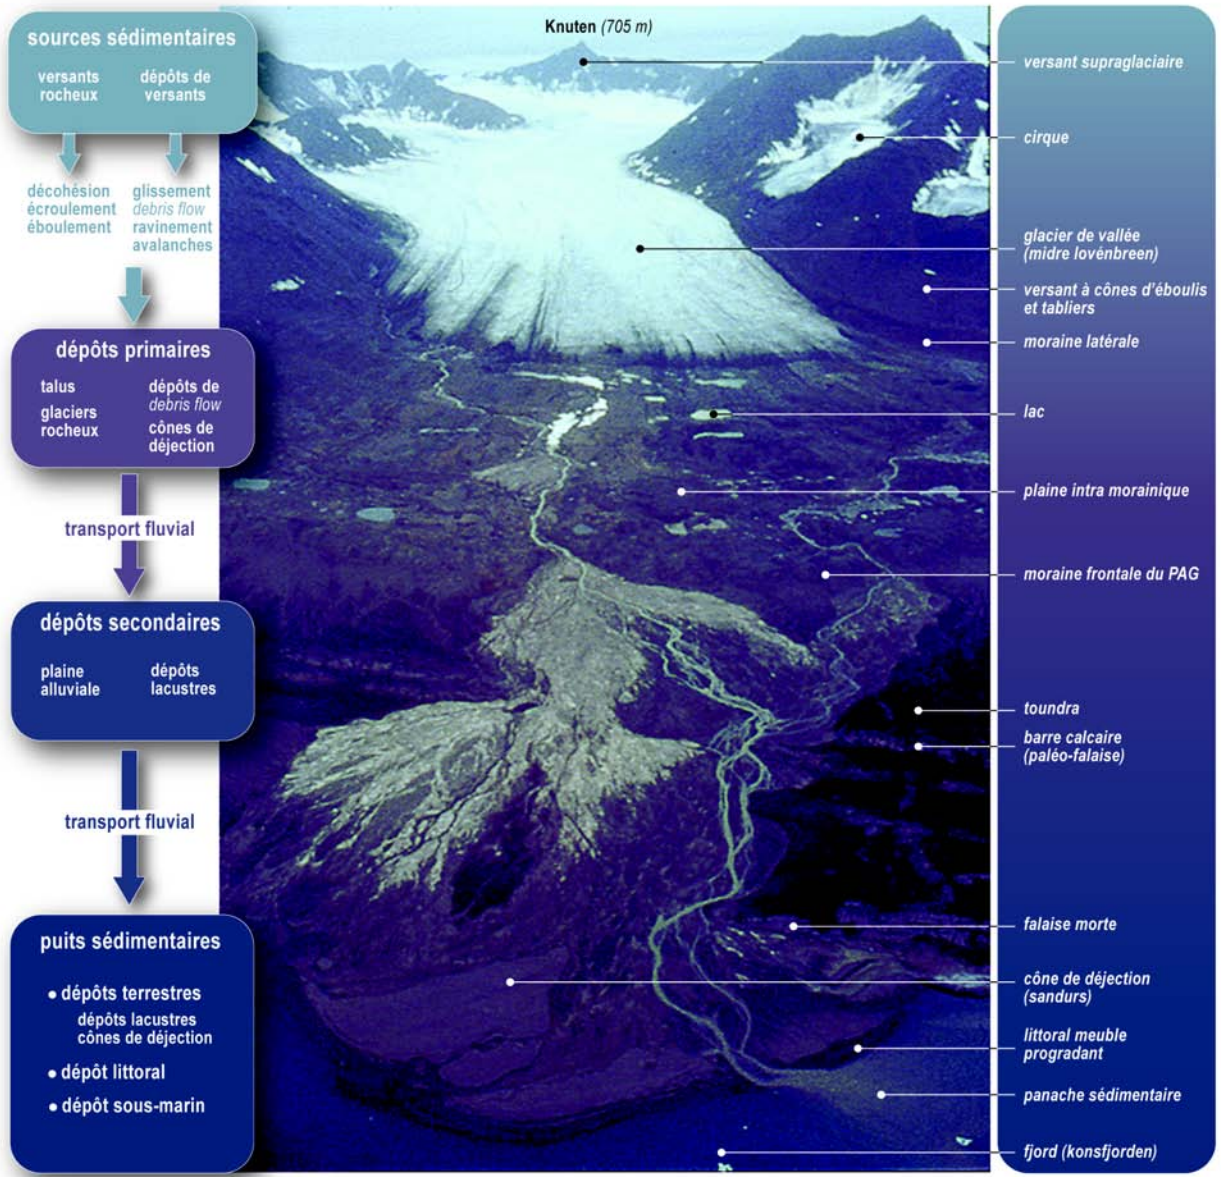 sources sédimentaires
versants
rocheux
dépôts de
versants
décohésion
écroulement
éboulement
glissement
debris flow
ravinement
avalanches
dépôts primaires
talus
glaciers
rocheux
dépôts de
debris flow
cônes de
déjection
transport fluvial
dépôts secondaires
plaine
alluviale
dépôts
lacustres
transport fluvial
puits sédimentaires
• dépôts terrestres
dépôts lacustres
cônes de déjection
• dépôt littoral
• dépôt sous-marin
Knuten (705 m)
versant supraglaciaire
cirque
glacier de vallée
(midre lovénbreen)
versant à cônes d'éboulis
et tabliers
moraine latérale
lac
plaine intra morainique
moraine frontale du PAG
toundra
barre calcaire
(paléo-falaise)
falaise morte
cône de déjection
(sandurs)
littoral meuble
progradant
panache sédimentaire
fjord (konsfjorden)